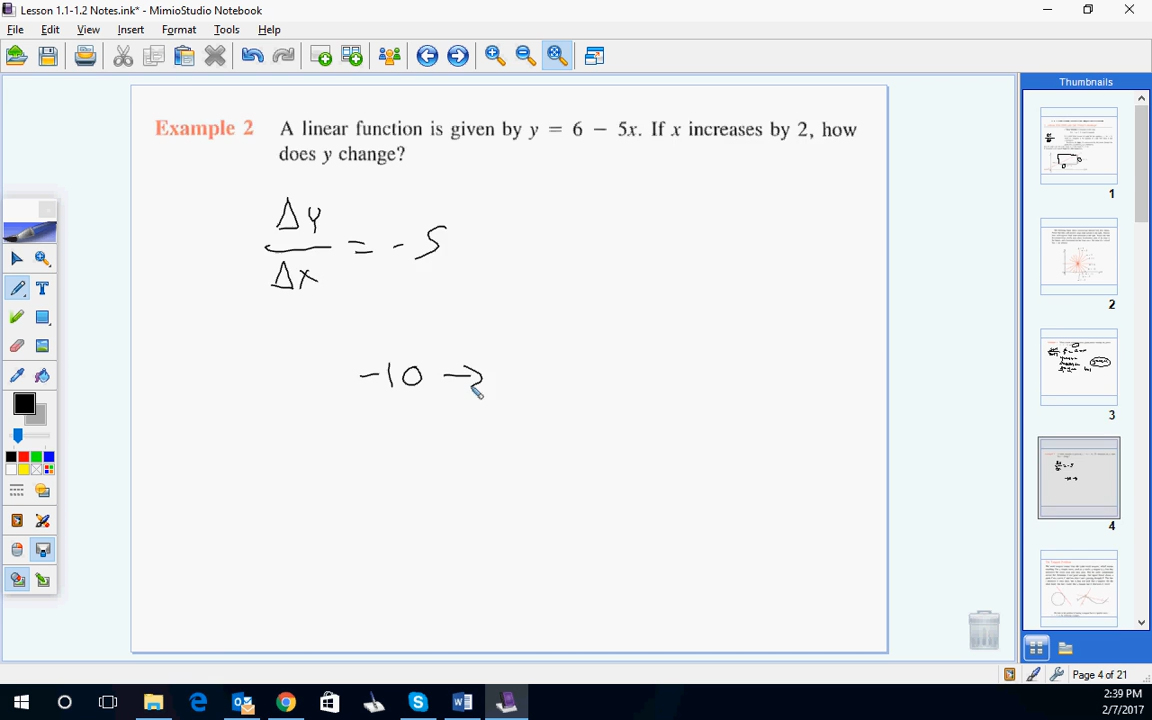 Lesson 1.1-1.2 Notes.ink* - MimioStudio Notebook
File Edit View Insert Format Tools Help
Thumbnails
Example 2 A linear function is given by y = 6 − 5x. If x increases by 2, how
does y change?
Δy
= -5
Δx
-10 →
1
2
3
4
T
Page 4 of 21
2:39 PM
2/7/2017